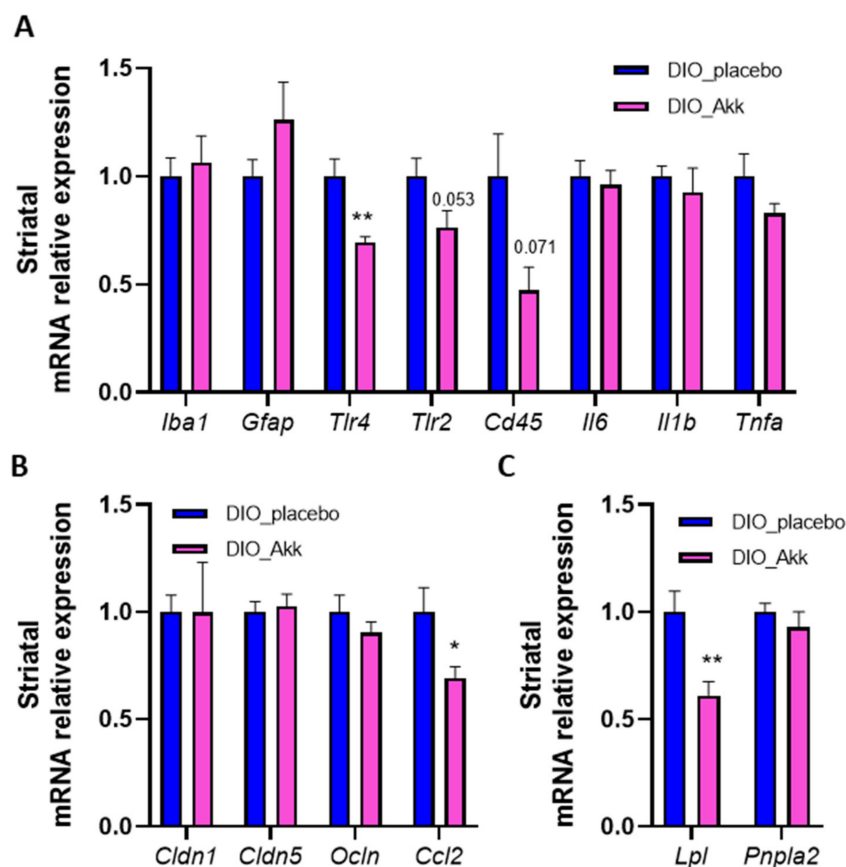 A
Striatal
mRNA relative expression
1.5
1.0
0.5
0.0
DIO_placebo
DIO_Akk
**
0.053
0.071
Iba1 Gfap Tlr4 Tlr2 Cd45 Il6 Il1b Tnfa
B
Striatal
mRNA relative expression
1.5
1.0
0.5
0.0
DIO_placebo
DIO_Akk
*
Cldn1 Cldn5 Ocln Ccl2
C
Striatal
mRNA relative expression
1.5
1.0
0.5
0.0
DIO_placebo
DIO_Akk
**
Lpl Pnpla2